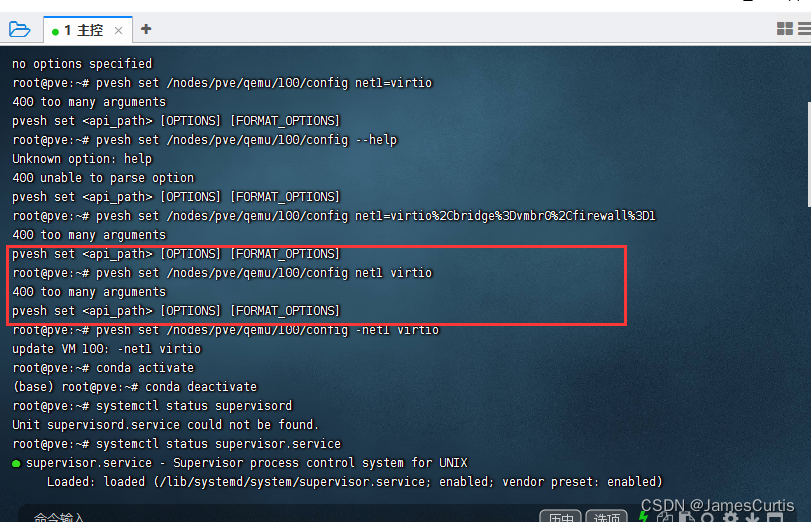 1 主控 × +
no options specified
root@pve:~# pvesh set /nodes/pve/qemu/100/config net1=virtio
400 too many arguments
pvesh set <api_path> [OPTIONS] [FORMAT_OPTIONS]
root@pve:~# pvesh set /nodes/pve/qemu/100/config --help
Unknown option: help
400 unable to parse option
pvesh set <api_path> [OPTIONS] [FORMAT_OPTIONS]
root@pve:~# pvesh set /nodes/pve/qemu/100/config net1=virtio%2Cbridge%3Dvmbr0%2Cfirewall%3D1
400 too many arguments
pvesh set <api_path> [OPTIONS] [FORMAT_OPTIONS]
root@pve:~# pvesh set /nodes/pve/qemu/100/config net1 virtio
400 too many arguments
pvesh set <api_path> [OPTIONS] [FORMAT_OPTIONS]
root@pve:~# pvesh set /nodes/pve/qemu/100/config -net1 virtio
update VM 100: -net1 virtio
root@pve:~# conda activate
(base) root@pve:~# conda deactivate
root@pve:~# systemctl status supervisord
Unit supervisord.service could not be found.
root@pve:~# systemctl status supervisor.service
● supervisor.service - Supervisor process control system for UNIX
Loaded: loaded (/lib/systemd/system/supervisor.service; enabled; vendor preset: enabled)
命令输入
历史 选项
CSDN @JamesCurtis